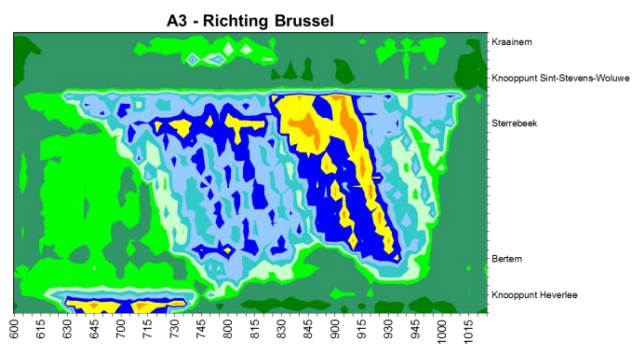 A3 - Richting Brussel
Kraainem
Knooppunt Sint-Stevens-Woluwe
Sterrebeek
Bertem
Knooppunt Heverlee
600 615 630 645 700 715 730 745 800 815 830 845 900 915 930 945 1000 1015